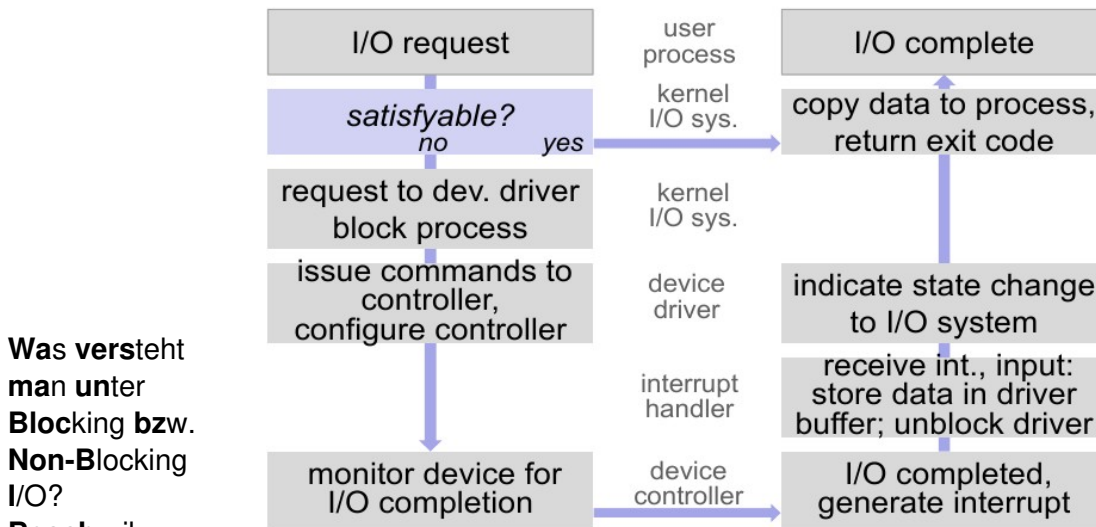 I/O request
user
process
I/O complete
satisfyable?
no
yes
kernel
I/O sys.
copy data to process,
return exit code
request to dev. driver
block process
kernel
I/O sys.
issue commands to
controller,
configure controller
device
driver
indicate state change
to I/O system
interrupt
handler
receive int., input:
store data in driver
buffer; unblock driver
monitor device for
I/O completion
device
controller
I/O completed,
generate interrupt
Was versteht
man unter
Blocking bzw.
Non-Blocking
I/O?